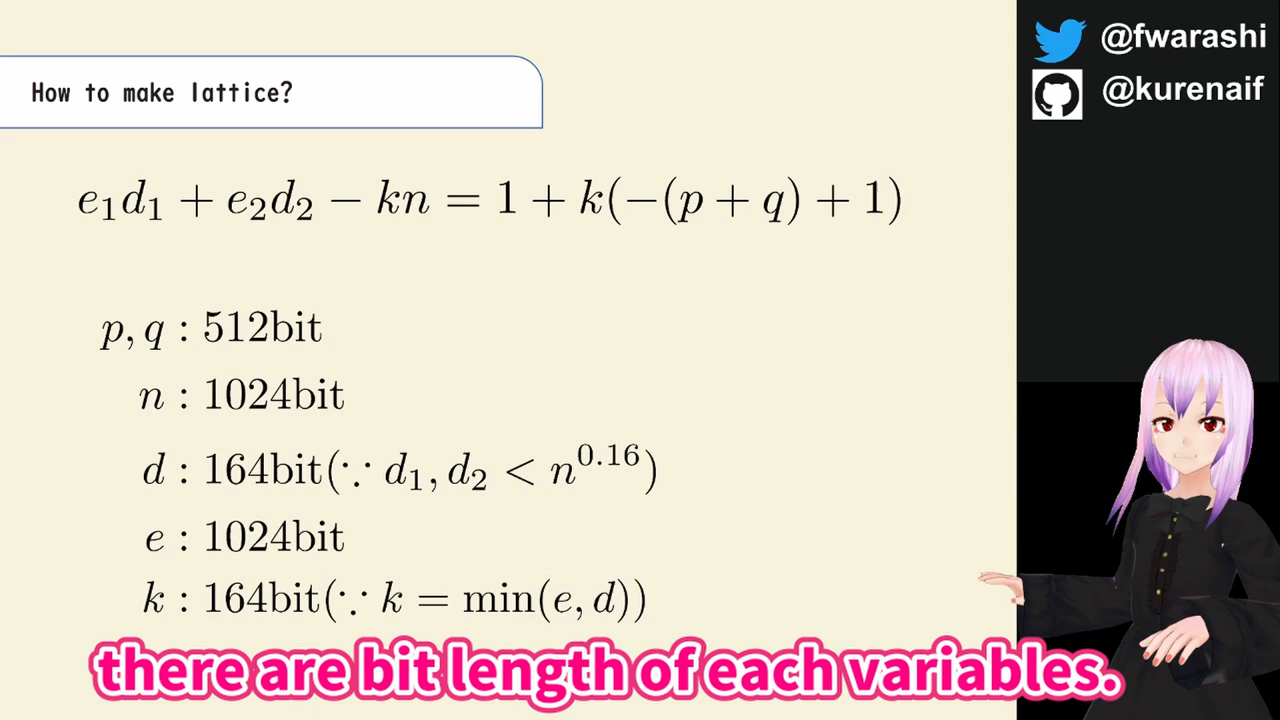 @fwarashi
@kurenaif
How to make lattice?
e₁d₁ + e₂d₂ − kn = 1 + k(−(p + q) + 1)
p, q : 512bit
n : 1024bit
d : 164bit(∵ d₁, d₂ < n^0.16)
e : 1024bit
k : 164bit(∵ k = min(e, d))
there are bit length of each variables.